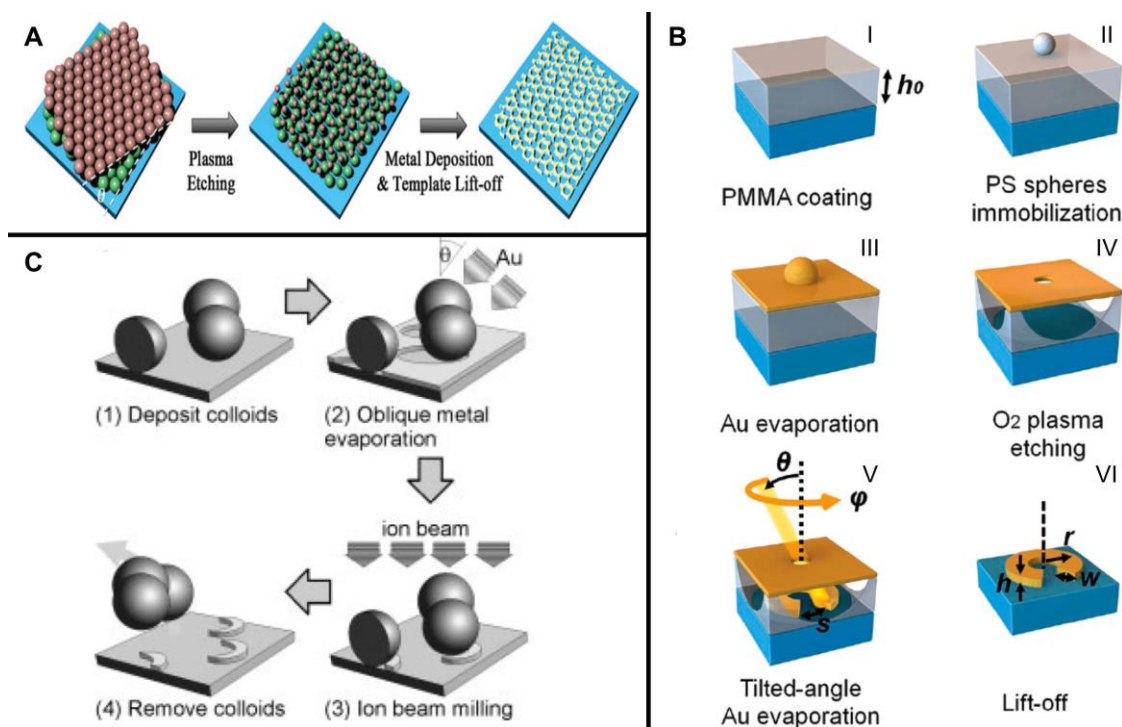 A
θ
Plasma
Etching
Metal Deposition
& Template Lift-off
B
I
h₀
PMMA coating
II
PS spheres
immobilization
III
Au evaporation
IV
O₂ plasma
etching
V
θ
φ
s
Tilted-angle
Au evaporation
VI
r
h
w
Lift-off
C
(1) Deposit colloids
θ
Au
(2) Oblique metal
evaporation
ion beam
(3) Ion beam milling
(4) Remove colloids